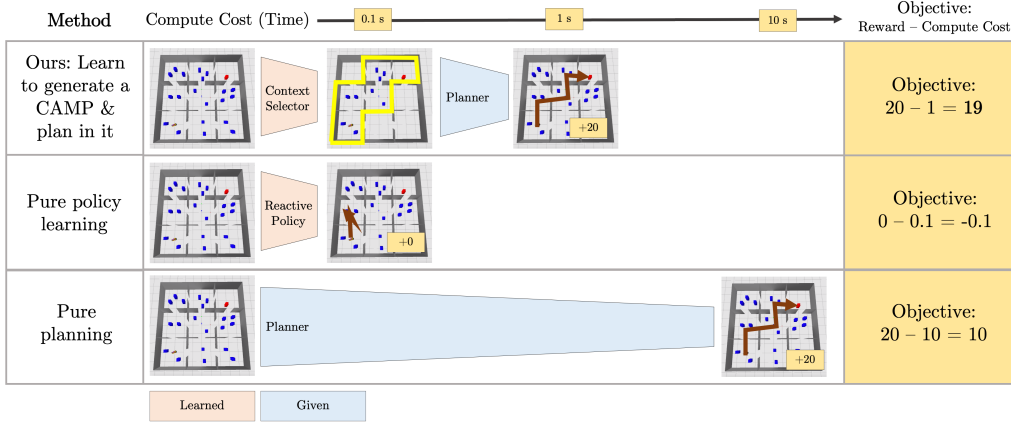 Method
Compute Cost (Time)
0.1 s
1 s
10 s
Objective:
Reward – Compute Cost
Ours: Learn
to generate a
CAMP &
plan in it
Context
Selector
Planner
+20
Objective:
20 – 1 = 19
Pure policy
learning
Reactive
Policy
+0
Objective:
0 – 0.1 = -0.1
Pure
planning
Planner
+20
Objective:
20 – 10 = 10
Learned
Given